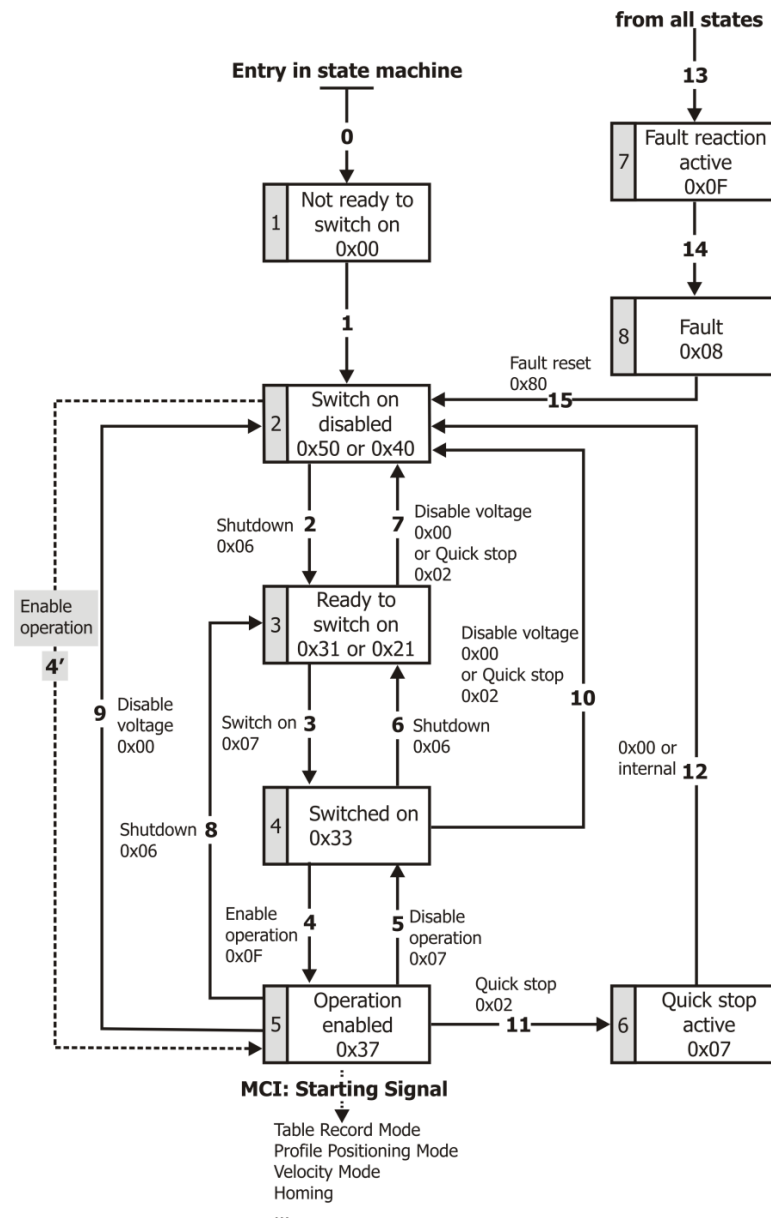 from all states
13
Entry in state machine
0
7
Fault reaction
active
0x0F
1
Not ready to
switch on
0x00
14
1
8
Fault
0x08
Fault reset
0x80
15
2
Switch on
disabled
0x50 or 0x40
Shutdown
0x06
2
7
Disable voltage
0x00
or Quick stop
0x02
3
Ready to
switch on
0x31 or 0x21
Enable
operation
4’
Disable voltage
0x00
or Quick stop
0x02
10
9
Disable
voltage
0x00
Switch on
0x07
3
6
Shutdown
0x06
0x00 or
internal
12
4
Switched on
0x33
Shutdown
0x06
8
Enable
operation
0x0F
4
5
Disable
operation
0x07
Quick stop
0x02
11
5
Operation
enabled
0x37
6
Quick stop
active
0x07
MCI: Starting Signal
Table Record Mode
Profile Positioning Mode
Velocity Mode
Homing
...